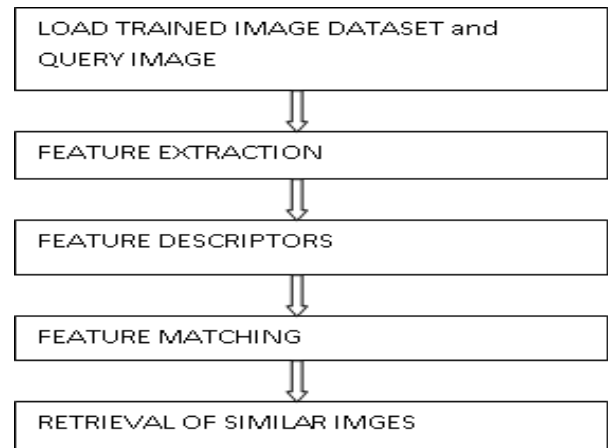 LOAD TRAINED IMAGE DATASET and
QUERY IMAGE
FEATURE EXTRACTION
FEATURE DESCRIPTORS
FEATURE MATCHING
RETRIEVAL OF SIMILAR IMGES